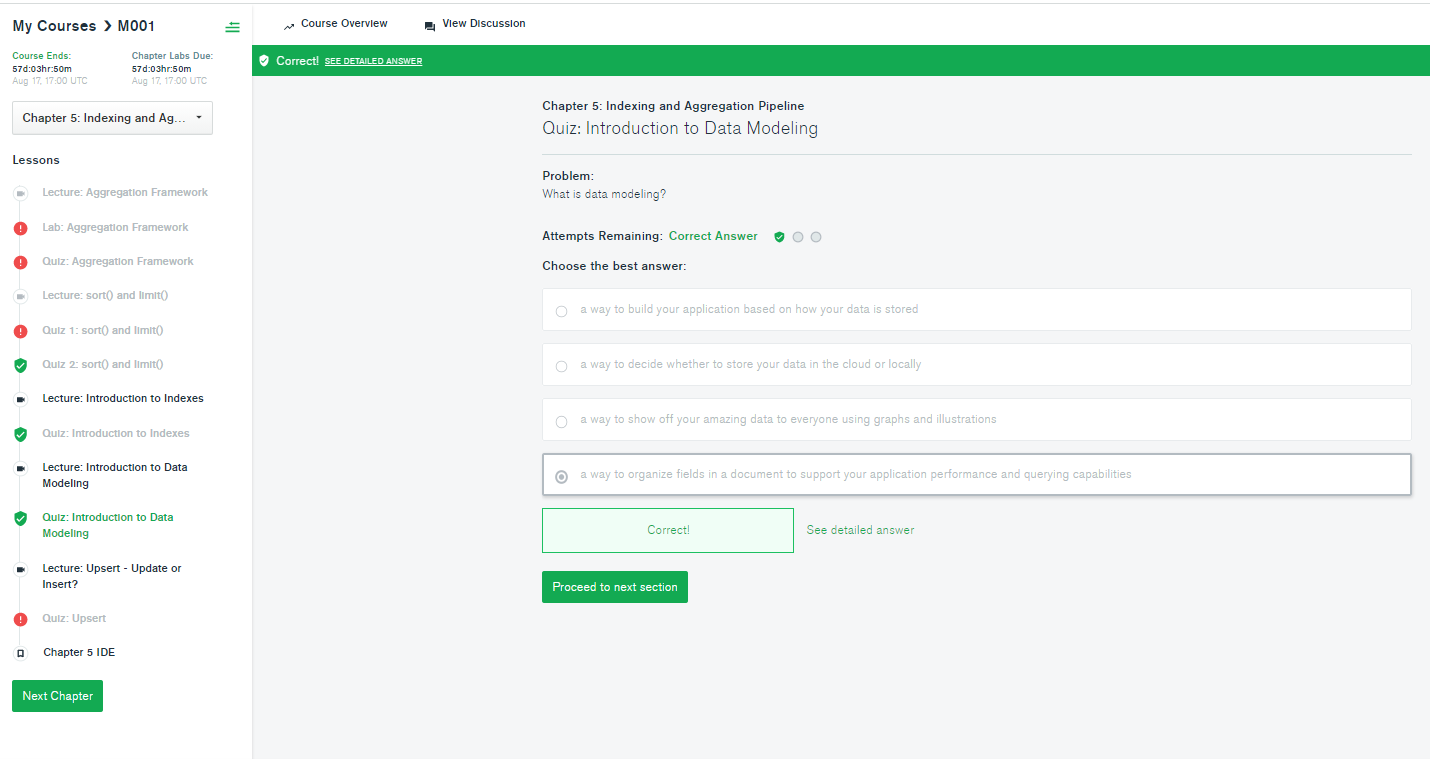 My Courses ❯ M001
Course Ends:
57d:03hr:50m
Aug 17, 17:00 UTC
Chapter Labs Due:
57d:03hr:50m
Aug 17, 17:00 UTC
Chapter 5: Indexing and Ag...
Lessons
Lecture: Aggregation Framework
Lab: Aggregation Framework
Quiz: Aggregation Framework
Lecture: sort() and limit()
Quiz 1: sort() and limit()
Quiz 2: sort() and limit()
Lecture: Introduction to Indexes
Quiz: Introduction to Indexes
Lecture: Introduction to Data
Modeling
Quiz: Introduction to Data
Modeling
Lecture: Upsert - Update or
Insert?
Quiz: Upsert
Chapter 5 IDE
Next Chapter
Course Overview
View Discussion
Correct! SEE DETAILED ANSWER
Chapter 5: Indexing and Aggregation Pipeline
Quiz: Introduction to Data Modeling
Problem:
What is data modeling?
Attempts Remaining: Correct Answer
Choose the best answer:
a way to build your application based on how your data is stored
a way to decide whether to store your data in the cloud or locally
a way to show off your amazing data to everyone using graphs and illustrations
a way to organize fields in a document to support your application performance and querying capabilities
Correct!
See detailed answer
Proceed to next section